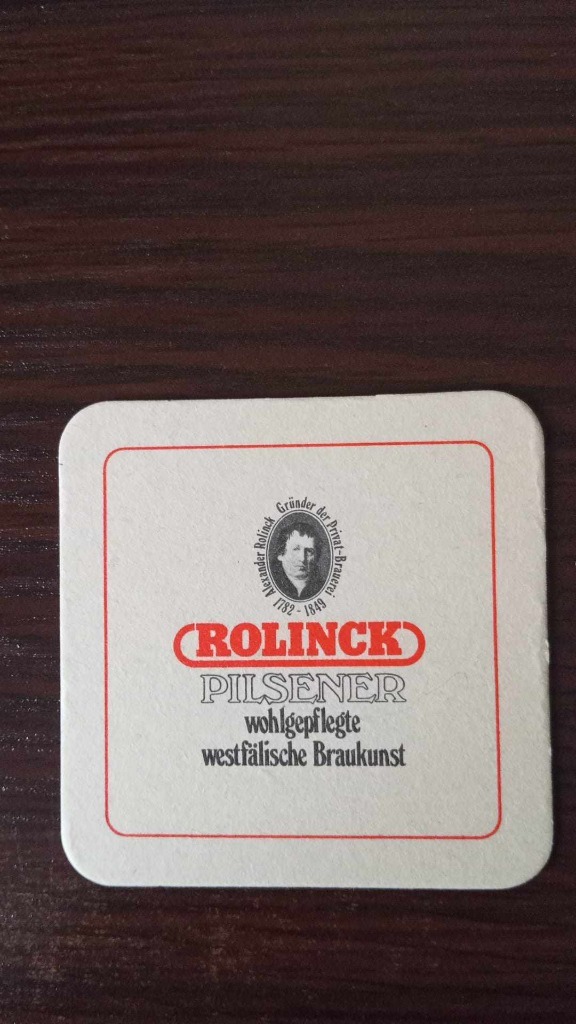 Alexander Rolinck Gründer der Privat-Brauerei
1782 - 1849
ROLINCK
PILSENER
wohlgepflegte
westfälische Braukunst